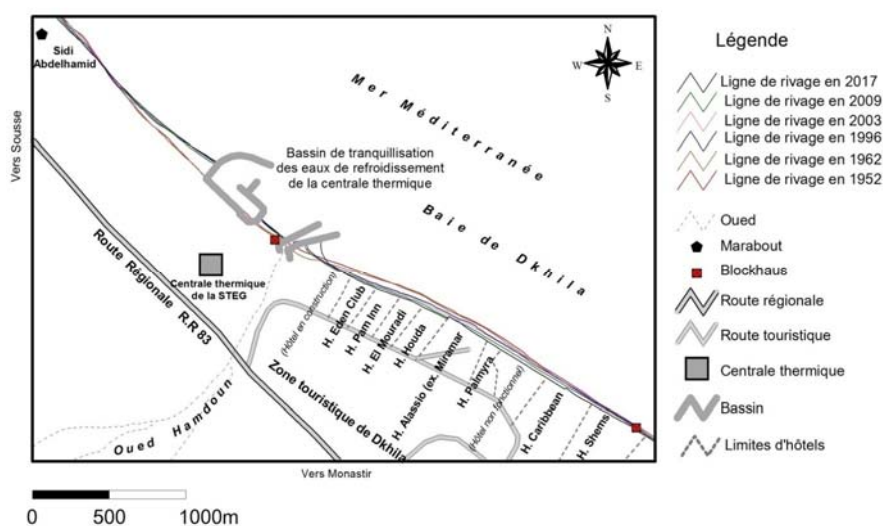 Sidi
Abdelhamid
N
W
E
S
Mer Méditerranée
Baie de Dkhila
Bassin de tranquillisation
des eaux de refroidissement
de la centrale thermique
Vers Sousse
Route Régionale R.R 83
Centrale thermique
de la STEG
Oued Hamdoun
Zone touristique de Dkhila
(Hôtel en construction)
H. Eden Club
H. Pam Inn
H. El Mouradi
H. Houda
H. Alassio (ex. Miramar
H. Palmyra
(Hôtel non fonctionnel)
H. Caribbean
H. Shems
Vers Monastir
0 500 1000m
Légende
Ligne de rivage en 2017
Ligne de rivage en 2009
Ligne de rivage en 2003
Ligne de rivage en 1996
Ligne de rivage en 1962
Ligne de rivage en 1952
Oued
Marabout
Blockhaus
Route régionale
Route touristique
Centrale thermique
Bassin
Limites d'hôtels